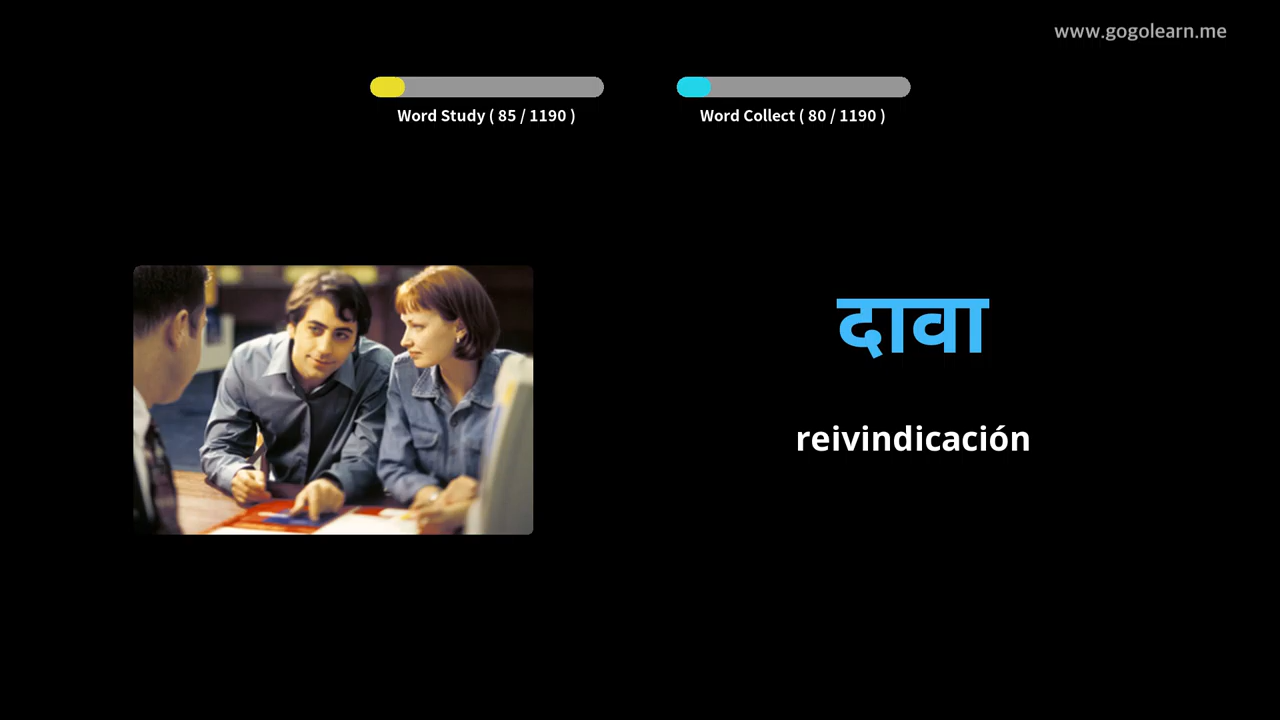 www.gogolearn.me
Word Study ( 85 / 1190 )
Word Collect ( 80 / 1190 )
दावा
reivindicación